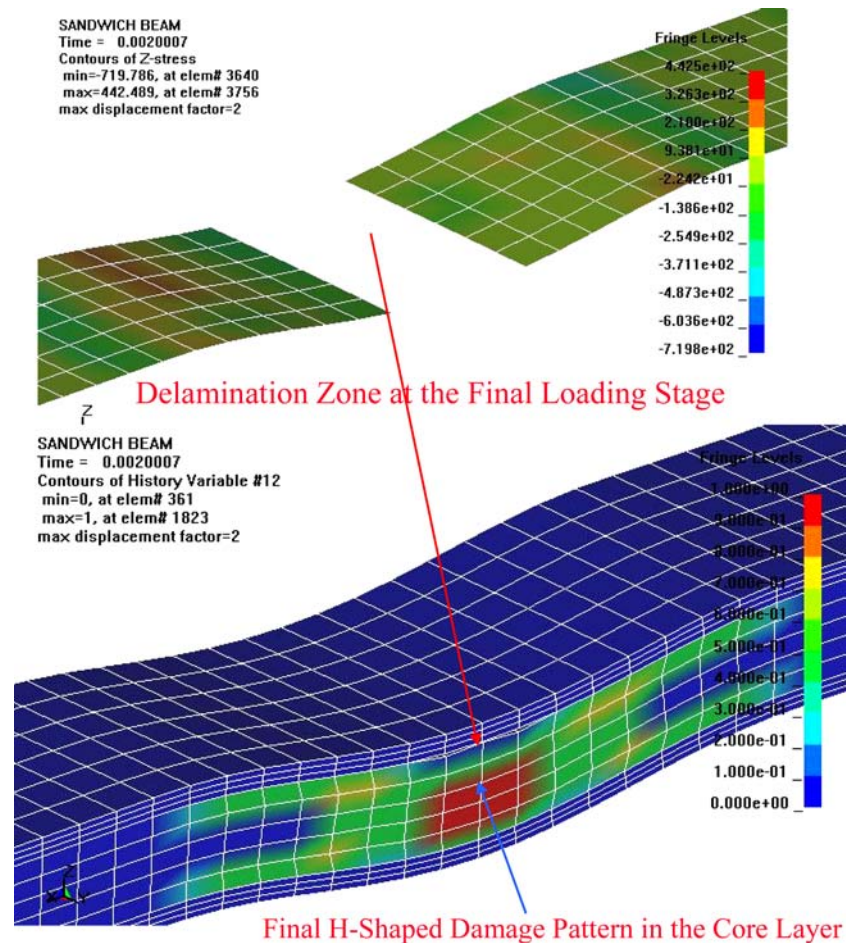 SANDWICH BEAM
Time =  0.0020007
Contours of Z-stress
min=-719.786, at elem# 3640
max=442.489, at elem# 3756
max displacement factor=2
Fringe Levels
4.425e+02
3.263e+02
2.100e+02
9.381e+01
-2.242e+01
-1.386e+02
-2.549e+02
-3.711e+02
-4.873e+02
-6.036e+02
-7.198e+02
Delamination Zone at the Final Loading Stage
Z
SANDWICH BEAM
Time =  0.0020007
Contours of History Variable #12
min=0, at elem# 361
max=1, at elem# 1823
max displacement factor=2
Fringe Levels
1.000e+00
9.000e-01
8.000e-01
7.000e-01
6.000e-01
5.000e-01
4.000e-01
3.000e-01
2.000e-01
1.000e-01
0.000e+00
Z
X Y
Final H-Shaped Damage Pattern in the Core Layer